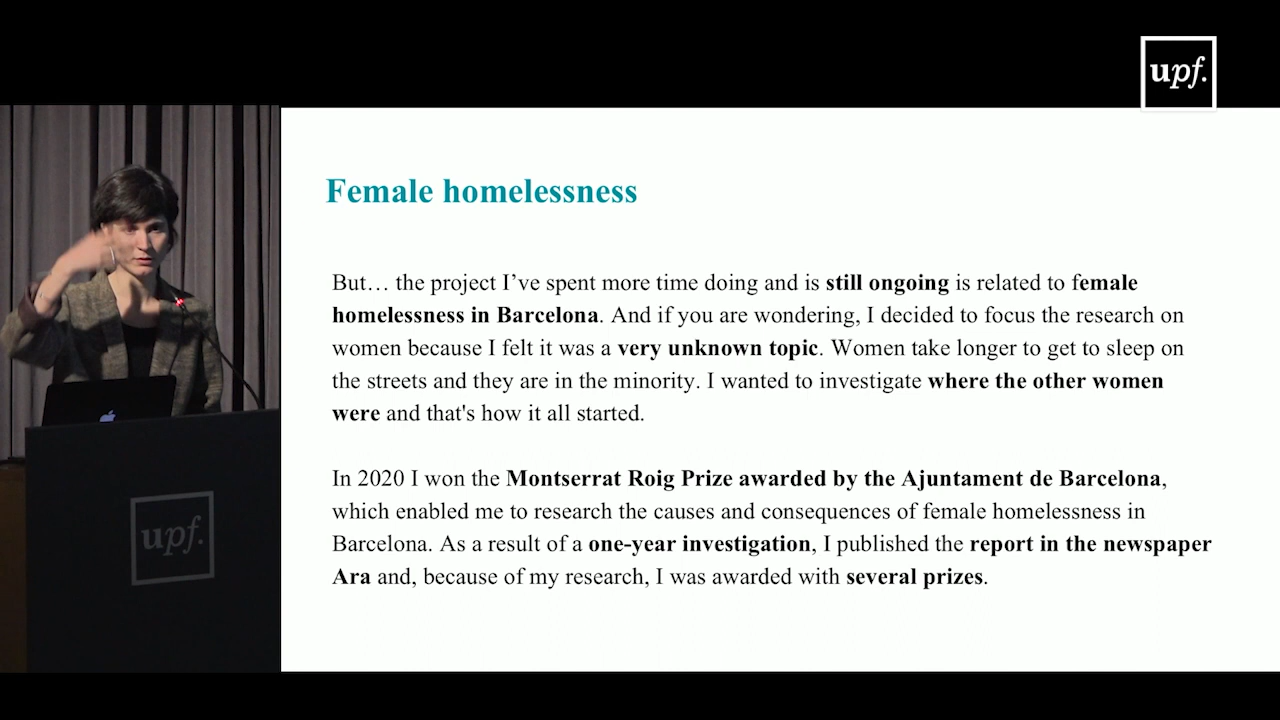 upf.
Female homelessness
But… the project I’ve spent more time doing and is still ongoing is related to female
homelessness in Barcelona. And if you are wondering, I decided to focus the research on
women because I felt it was a very unknown topic. Women take longer to get to sleep on
the streets and they are in the minority. I wanted to investigate where the other women
were and that's how it all started.
In 2020 I won the Montserrat Roig Prize awarded by the Ajuntament de Barcelona,
which enabled me to research the causes and consequences of female homelessness in
Barcelona. As a result of a one-year investigation, I published the report in the newspaper
Ara and, because of my research, I was awarded with several prizes.
upf.